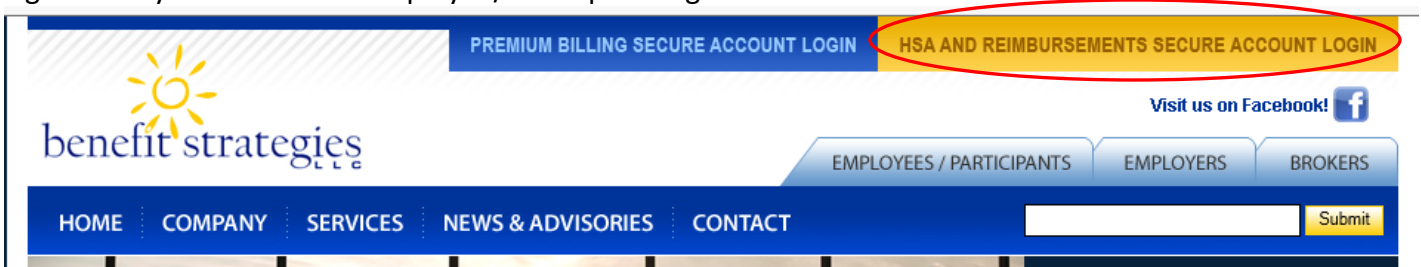 PREMIUM BILLING SECURE ACCOUNT LOGIN
HSA AND REIMBURSEMENTS SECURE ACCOUNT LOGIN
Visit us on Facebook! f
benefit strategies
LLC
EMPLOYEES / PARTICIPANTS EMPLOYERS BROKERS
HOME COMPANY SERVICES NEWS & ADVISORIES CONTACT Submit